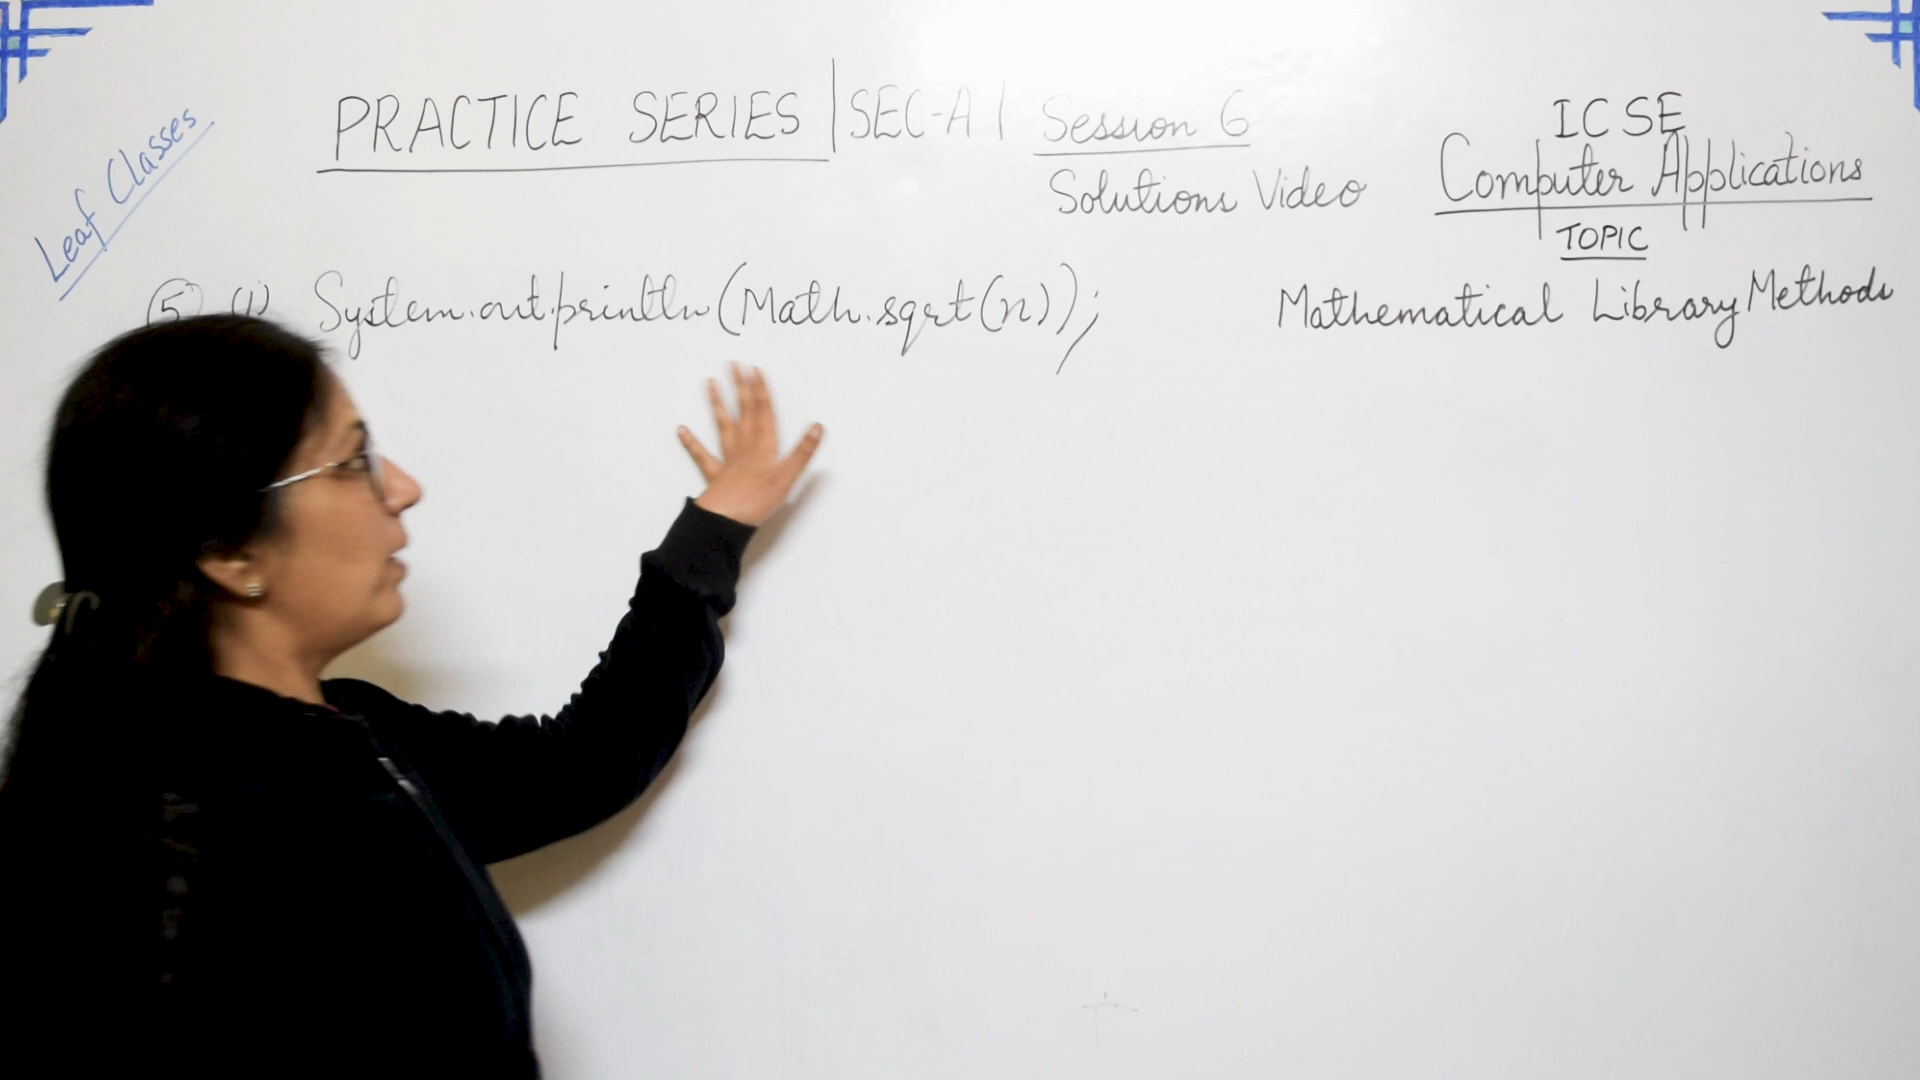 Leaf Classes
PRACTICE SERIES | SEC-A | Session 6
Solutions Video
ICSE
Computer Applications
TOPIC
Mathematical Library Methods
(5) (i) System.out.println(Math.sqrt(n));